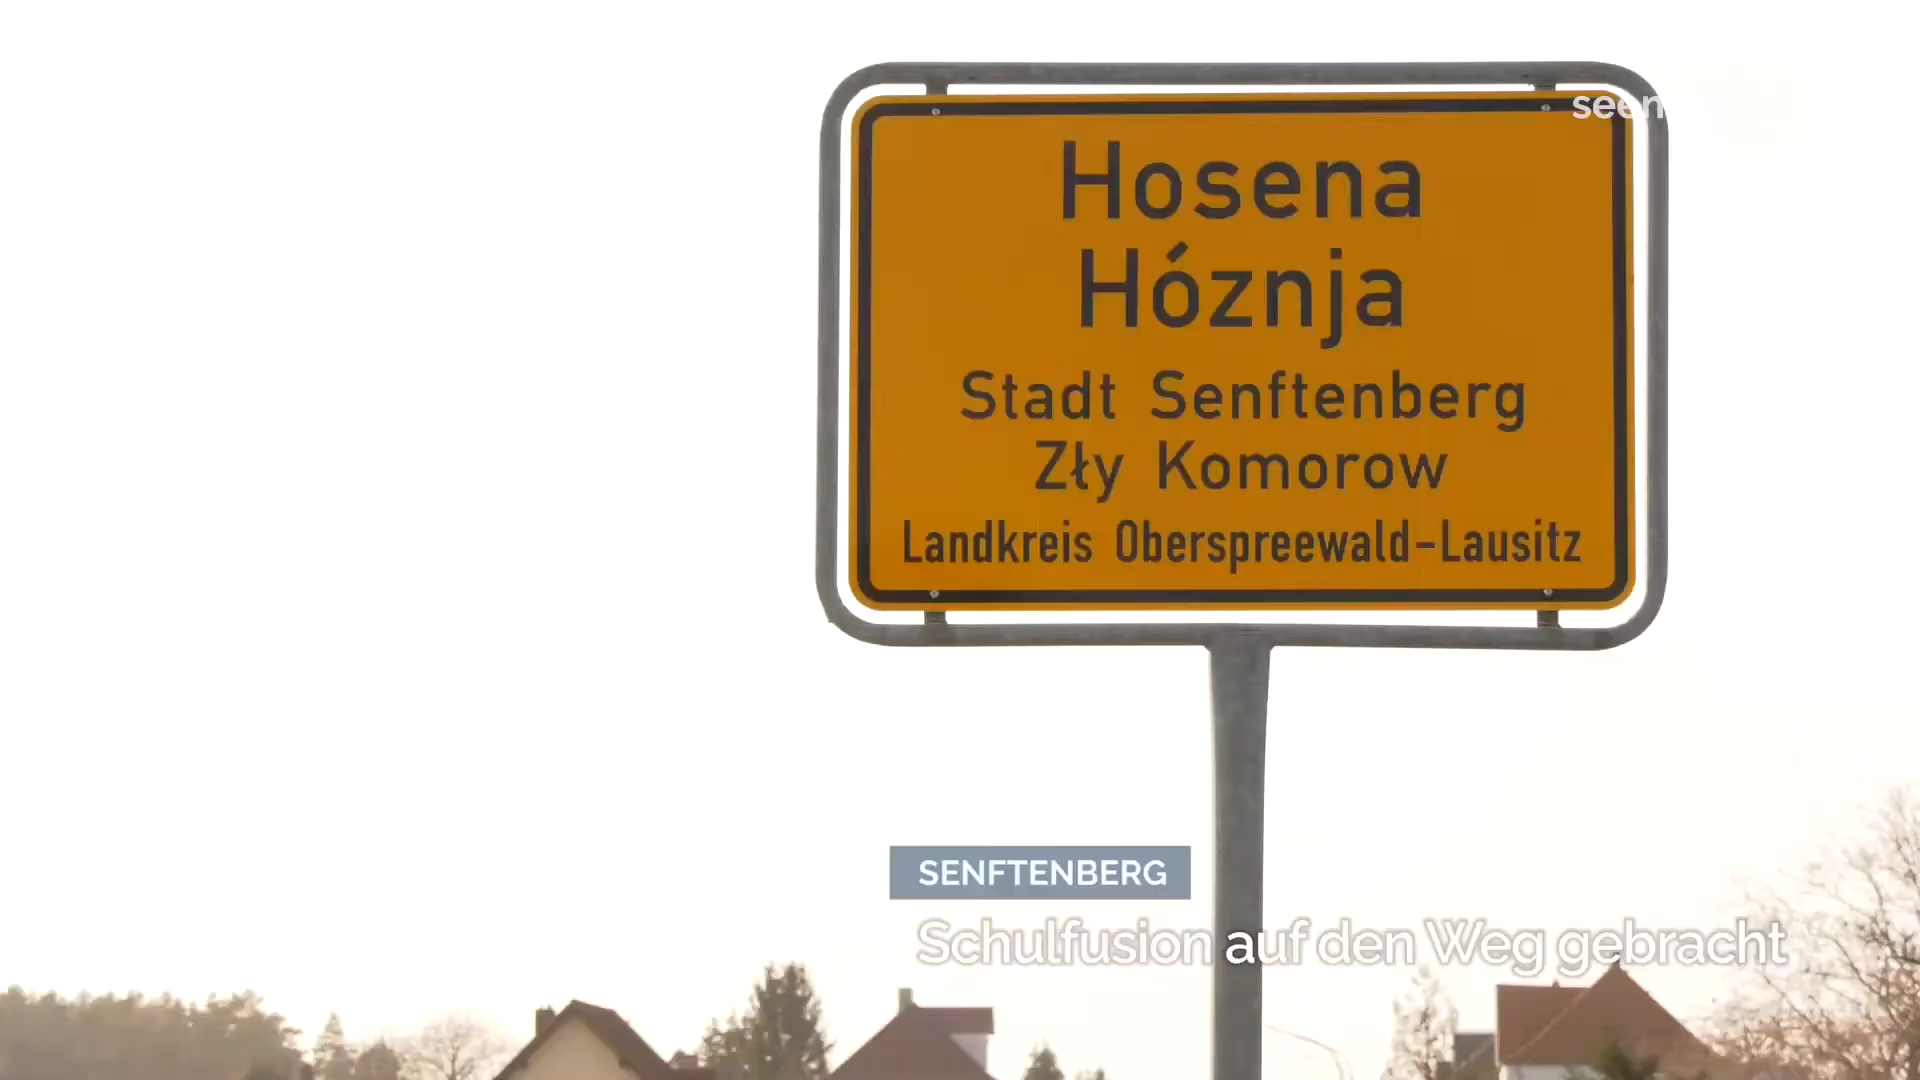 Hosena
Hóznja
Stadt Senftenberg
Zły Komorow
Landkreis Oberspreewald-Lausitz
SENFTENBERG
Schulfusion auf den Weg gebracht